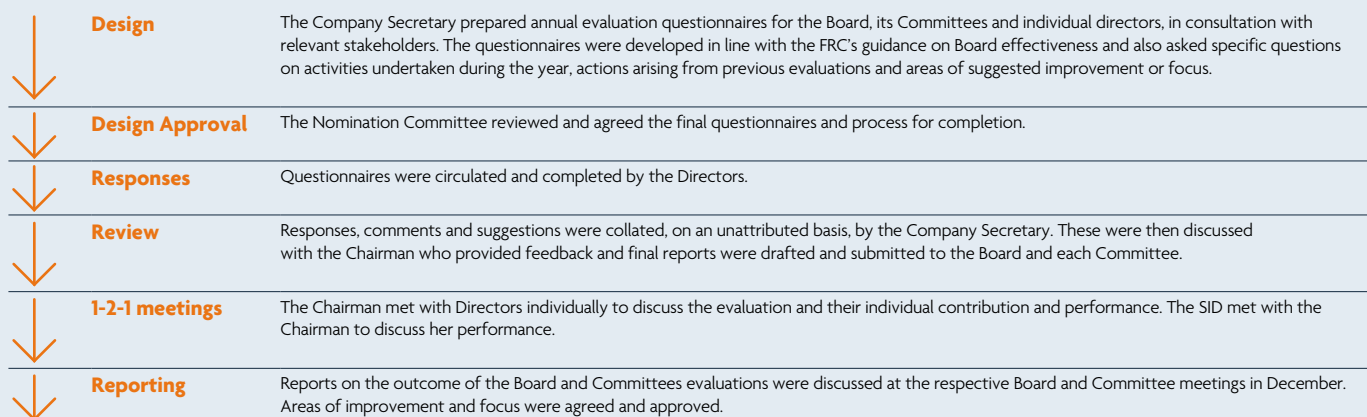 Design
The Company Secretary prepared annual evaluation questionnaires for the Board, its Committees and individual directors, in consultation with
relevant stakeholders. The questionnaires were developed in line with the FRC’s guidance on Board effectiveness and also asked specific questions
on activities undertaken during the year, actions arising from previous evaluations and areas of suggested improvement or focus.
Design Approval
The Nomination Committee reviewed and agreed the final questionnaires and process for completion.
Responses
Questionnaires were circulated and completed by the Directors.
Review
Responses, comments and suggestions were collated, on an unattributed basis, by the Company Secretary. These were then discussed
with the Chairman who provided feedback and final reports were drafted and submitted to the Board and each Committee.
1-2-1 meetings
The Chairman met with Directors individually to discuss the evaluation and their individual contribution and performance. The SID met with the
Chairman to discuss her performance.
Reporting
Reports on the outcome of the Board and Committees evaluations were discussed at the respective Board and Committee meetings in December.
Areas of improvement and focus were agreed and approved.